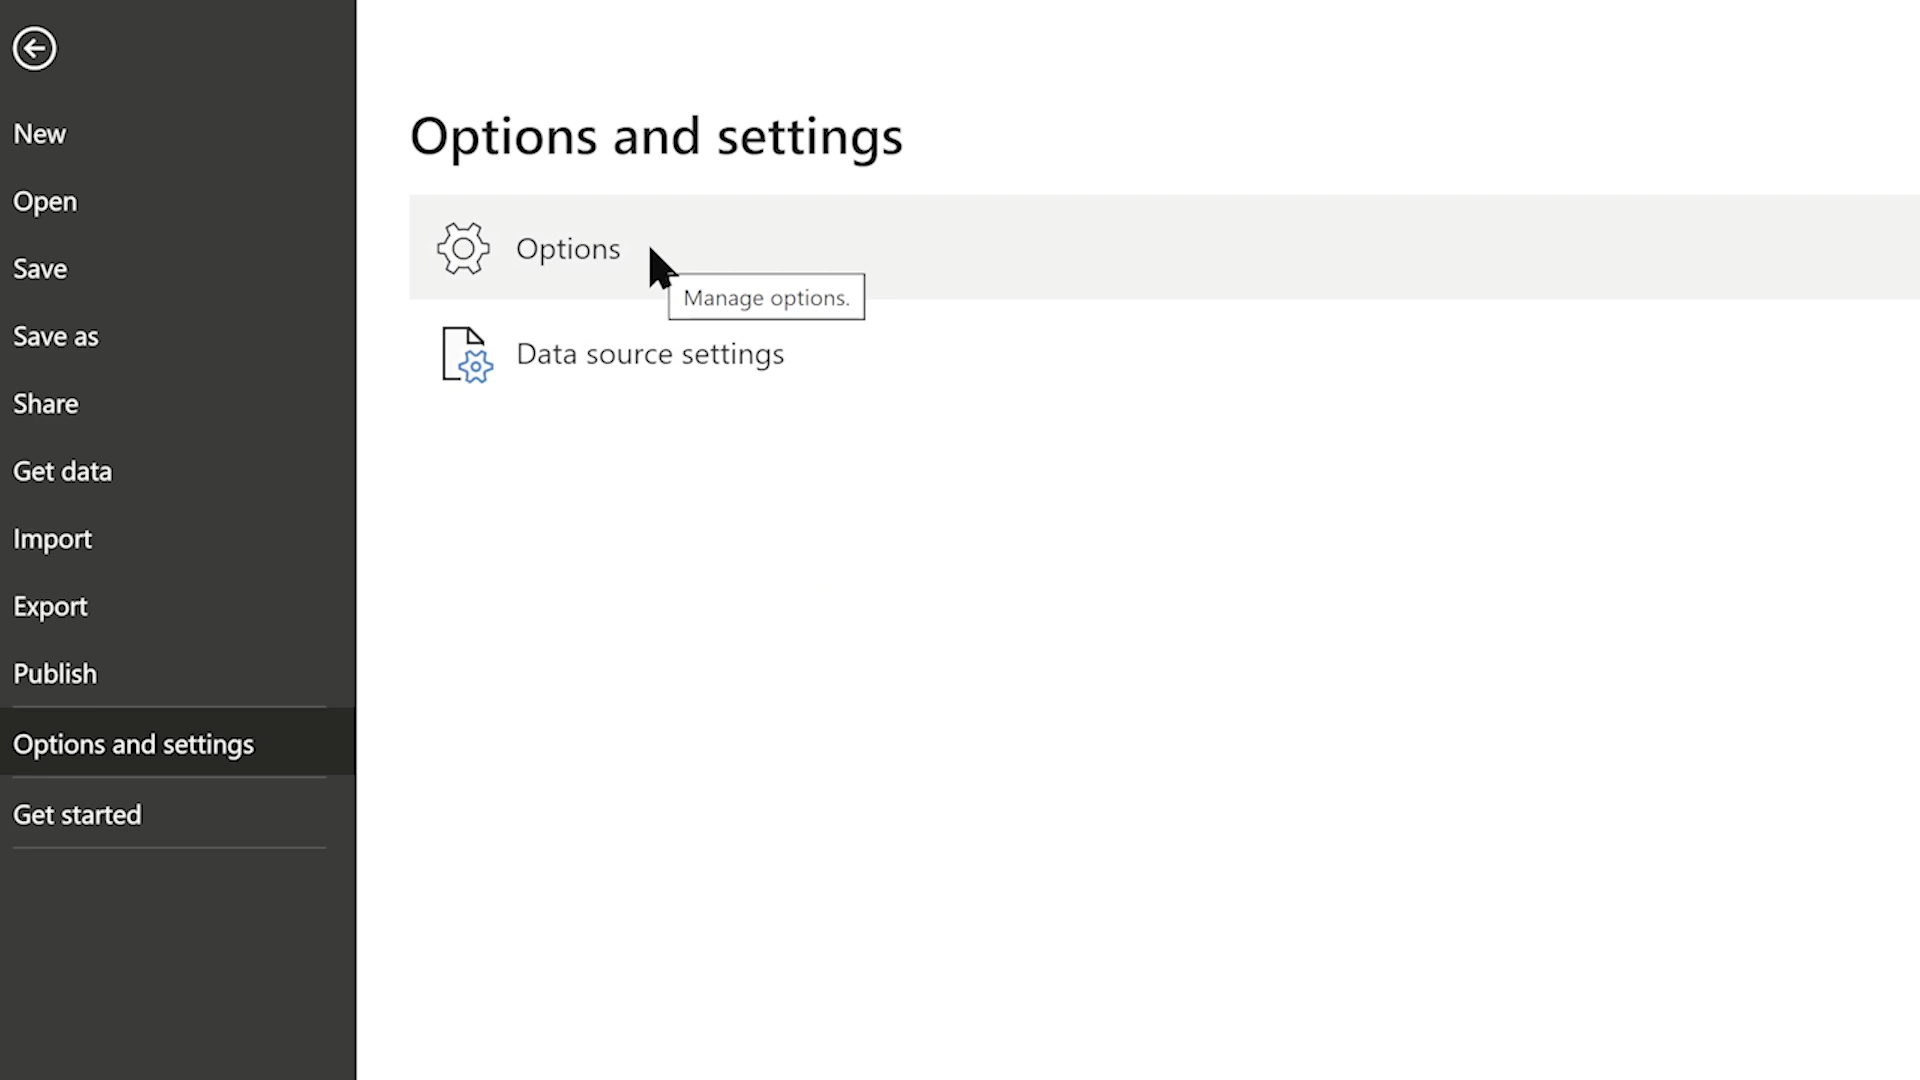 New
Open
Save
Save as
Share
Get data
Import
Export
Publish
Options and settings
Get started
Options and settings
Options
Manage options.
Data source settings